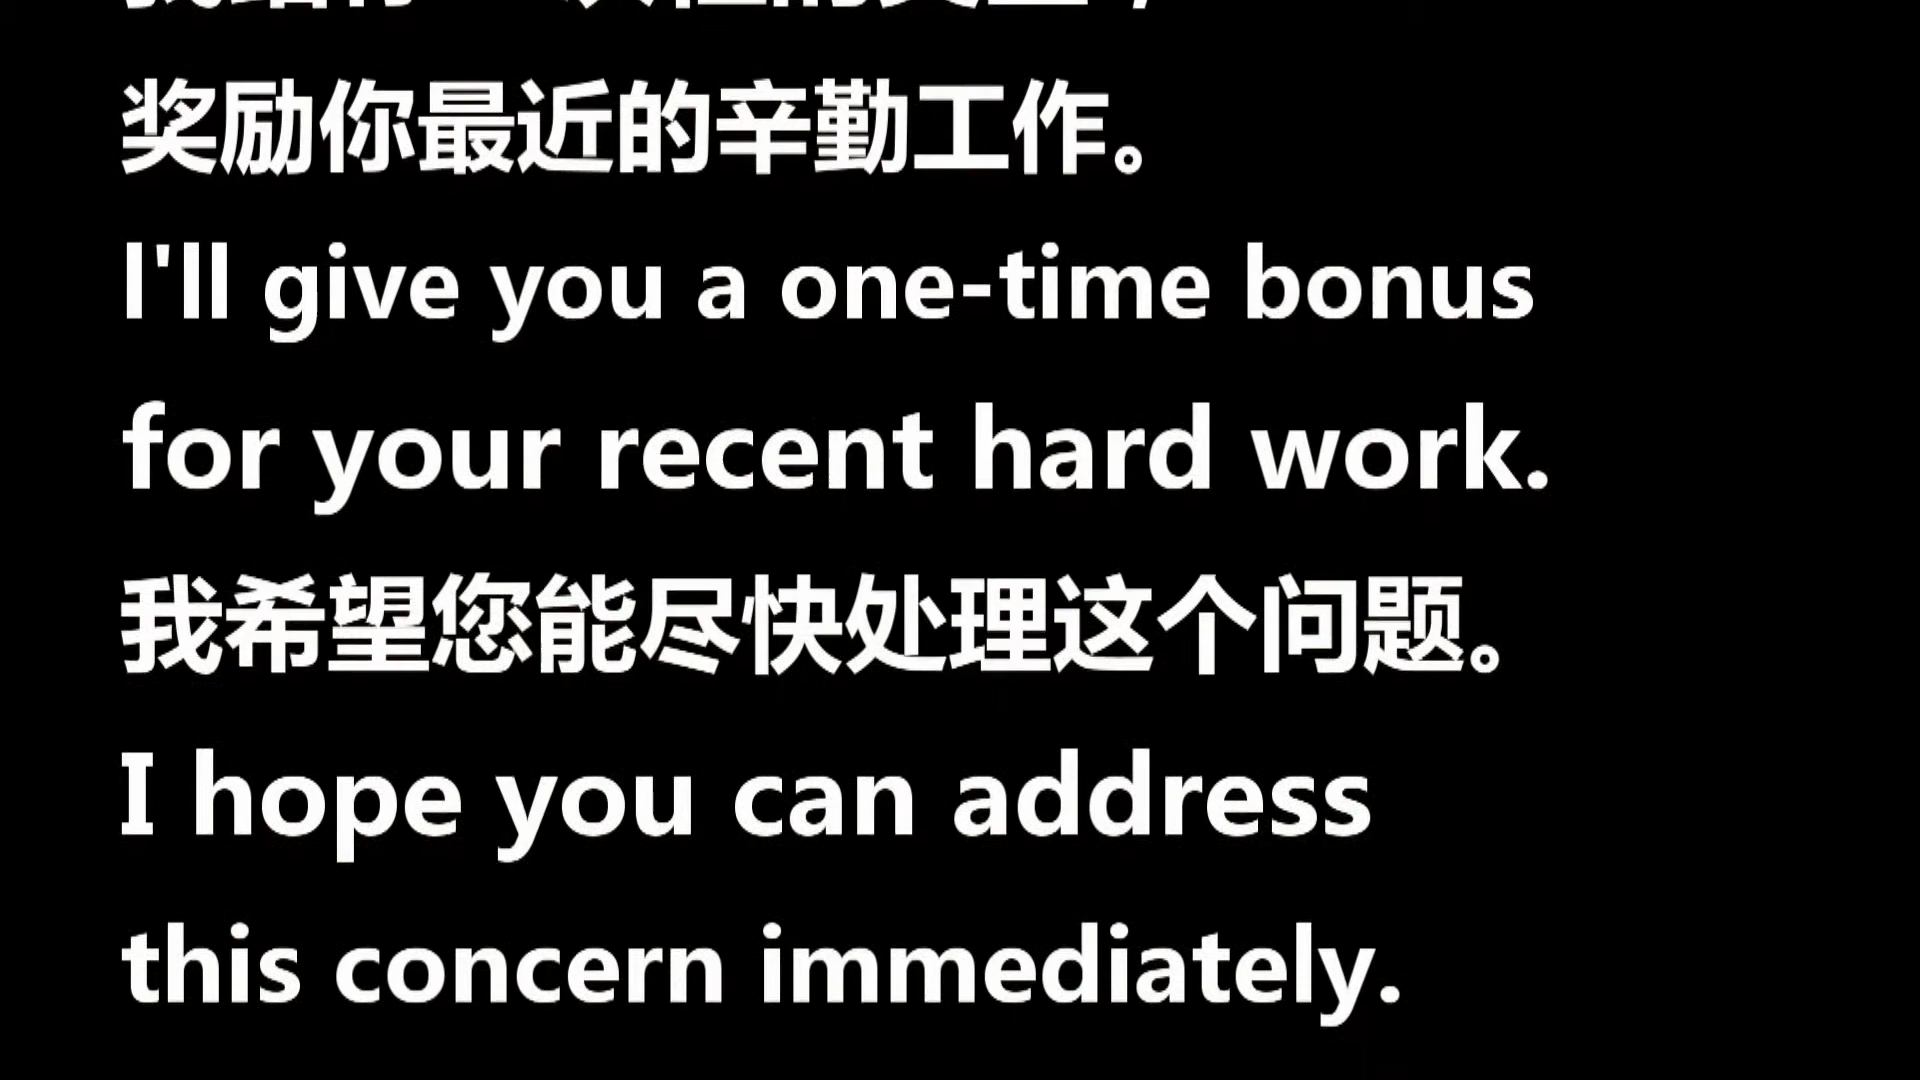 奖励你最近的辛勤工作。
I'll give you a one-time bonus
for your recent hard work.
我希望您能尽快处理这个问题。
I hope you can address
this concern immediately.